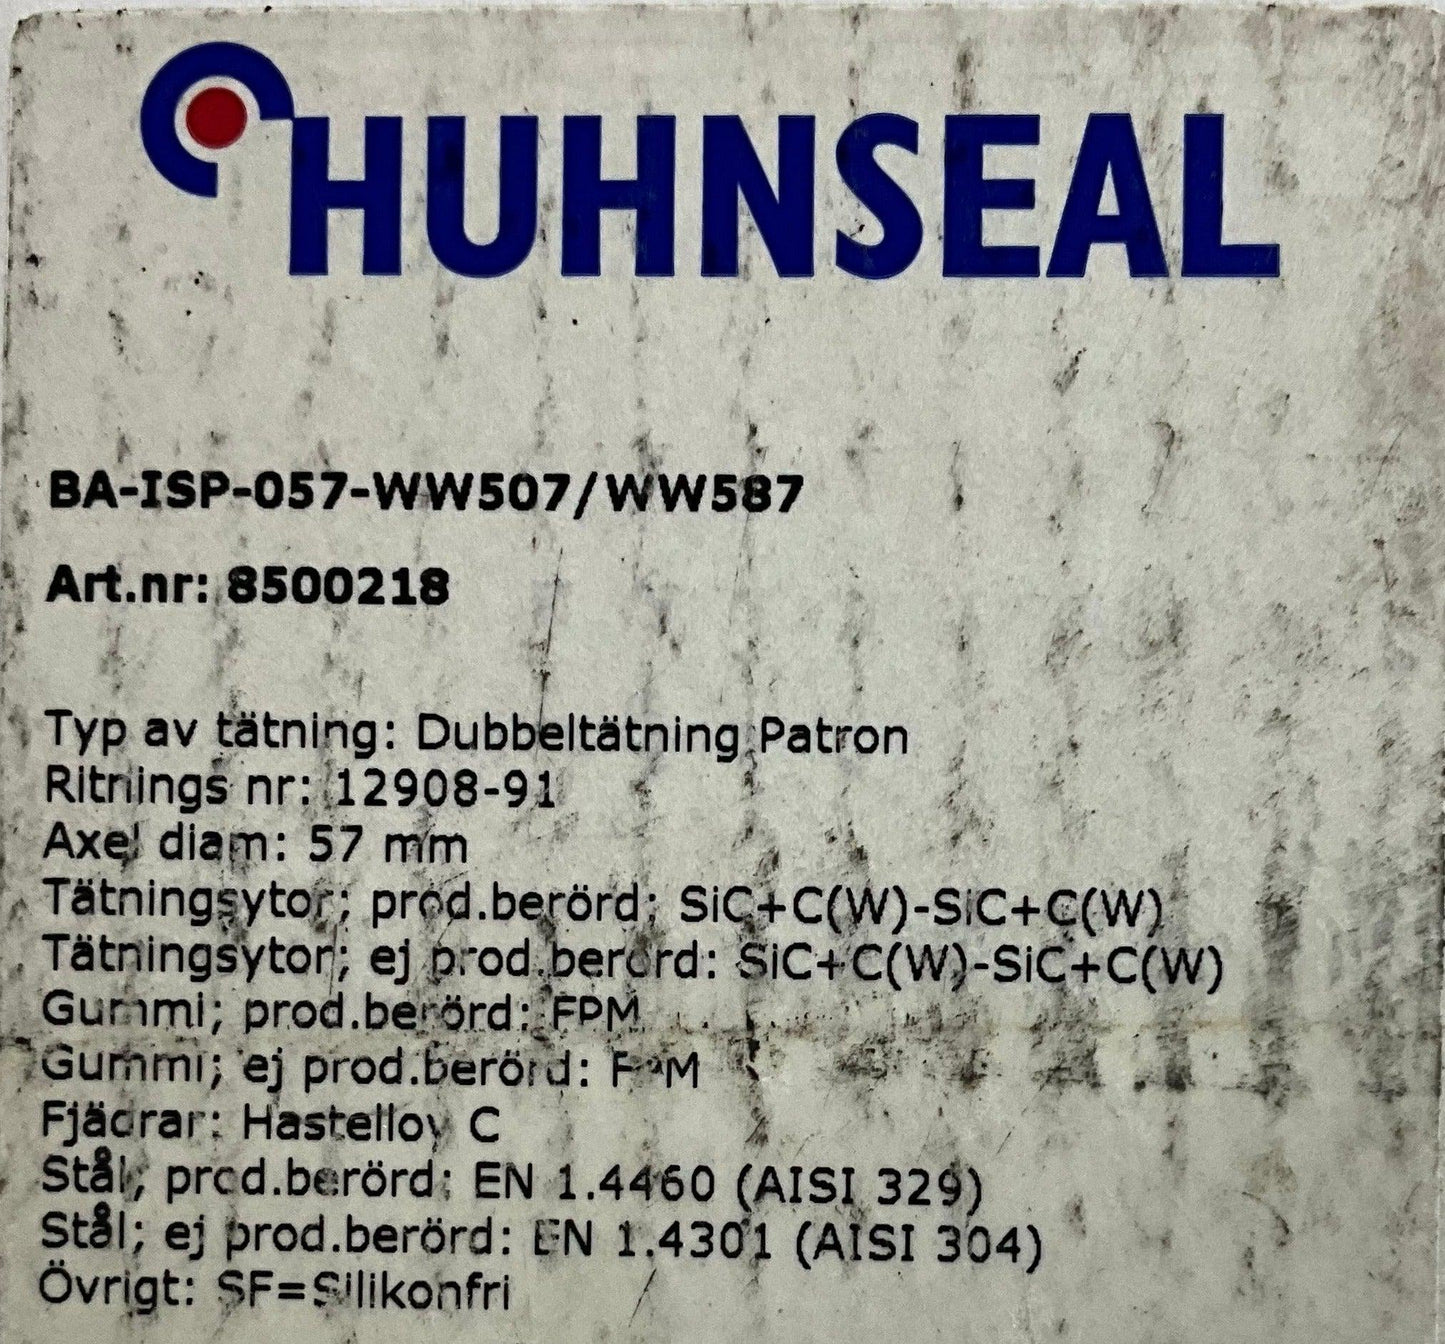 HUHNSEAL
BA-ISP-057-WW507/WW587
Art.nr: 8500218
Typ av tätning: Dubbeltätning Patron
Ritnings nr: 12908-91
Axel diam: 57 mm
Tätningsytor; prod.berörd: SiC+C(W)-SiC+C(W)
Tätningsytor; ej prod.berörd: SiC+C(W)-SiC+C(W)
Gummi; prod.berörd: FPM
Gummi; ej prod.berörd: FPM
Fjädrar: Hastelloy C
Stål; prod.berörd: EN 1.4460 (AISI 329)
Stål; ej prod.berörd: EN 1.4301 (AISI 304)
Övrigt: SF=Silikonfri